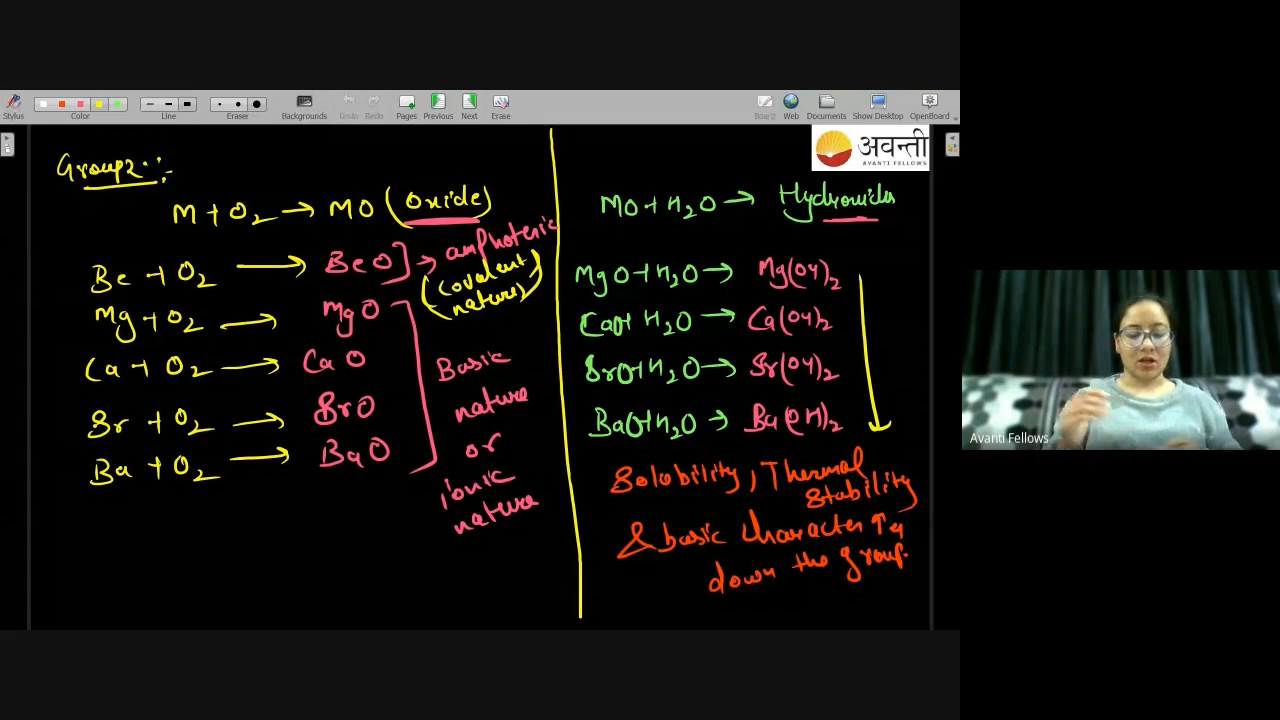 Stylus
Color
Line
Eraser
Backgrounds
Undo
Redo
Pages
Previous
Next
Erase
Board
Web
Documents
Show Desktop
OpenBoard
अवन्ती
AVANTI FELLOWS
Group 2 :-
M + O2 → MO (Oxide)
Be + O2 → BeO ] → amphoteric
(covalent nature)
Mg + O2 → MgO
Ca + O2 → CaO
Sr + O2 → SrO
Ba + O2 → BaO
Basic
nature
or
ionic
nature
MO + H2O → Hydroxides
MgO + H2O → Mg(OH)2
CaO + H2O → Ca(OH)2
SrO + H2O → Sr(OH)2
BaO + H2O → Ba(OH)2
Solubility, Thermal
stability
& basic character ↑
down the group.
Avanti Fellows